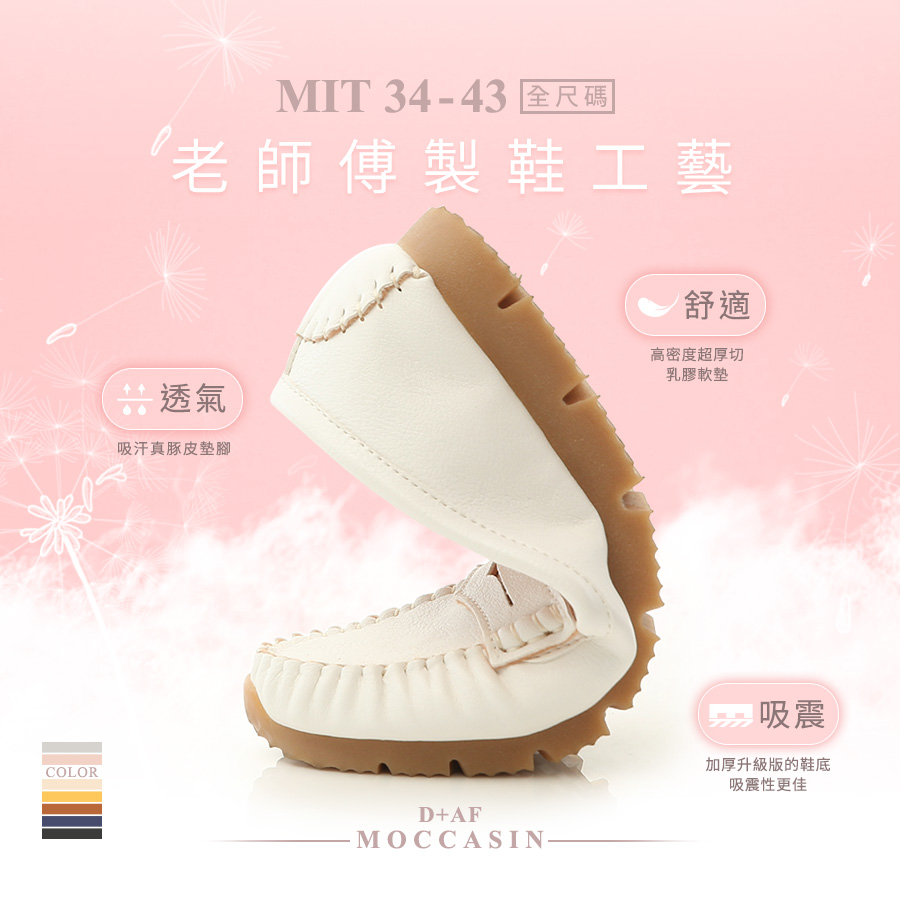 MIT 34-43 全尺碼
老師傅製鞋工藝
舒適
高密度超厚切
乳膠軟墊
透氣
吸汗真豚皮墊腳
吸震
加厚升級版的鞋底
吸震性更佳
COLOR
D+AF
MOCCASIN